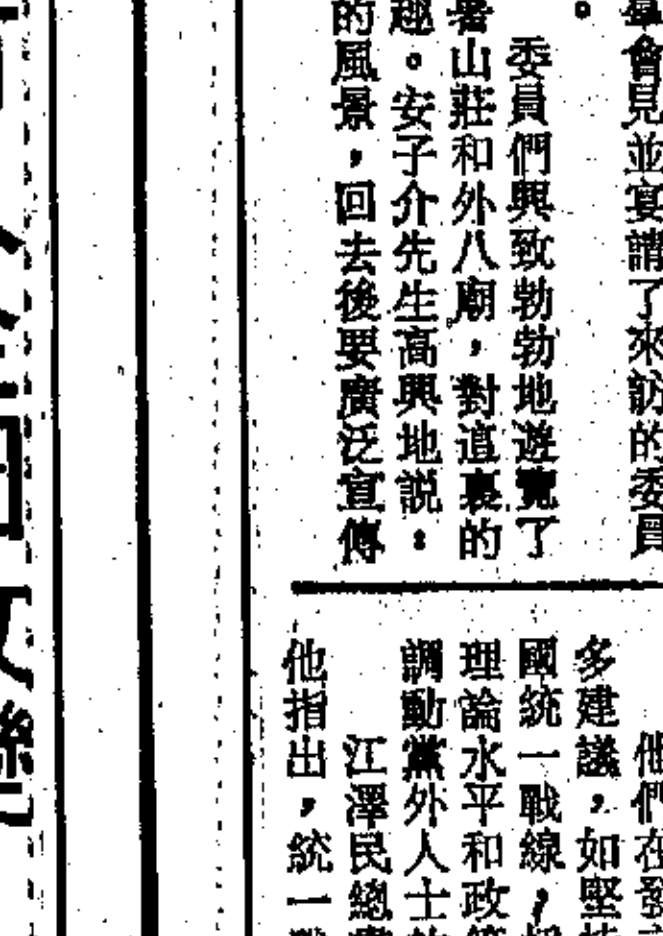 會見並宴請了來訪的委員
。
委員們興致勃勃地遊覽了
署山莊和外八廟，對這裏的
趣。安子介先生高興地説：
的風景，回去後要廣泛宣傳
他們在發
多建議，如堅
國統一戰線，
理論水平和政
調動黨外人士
江澤民總
他指出，統一